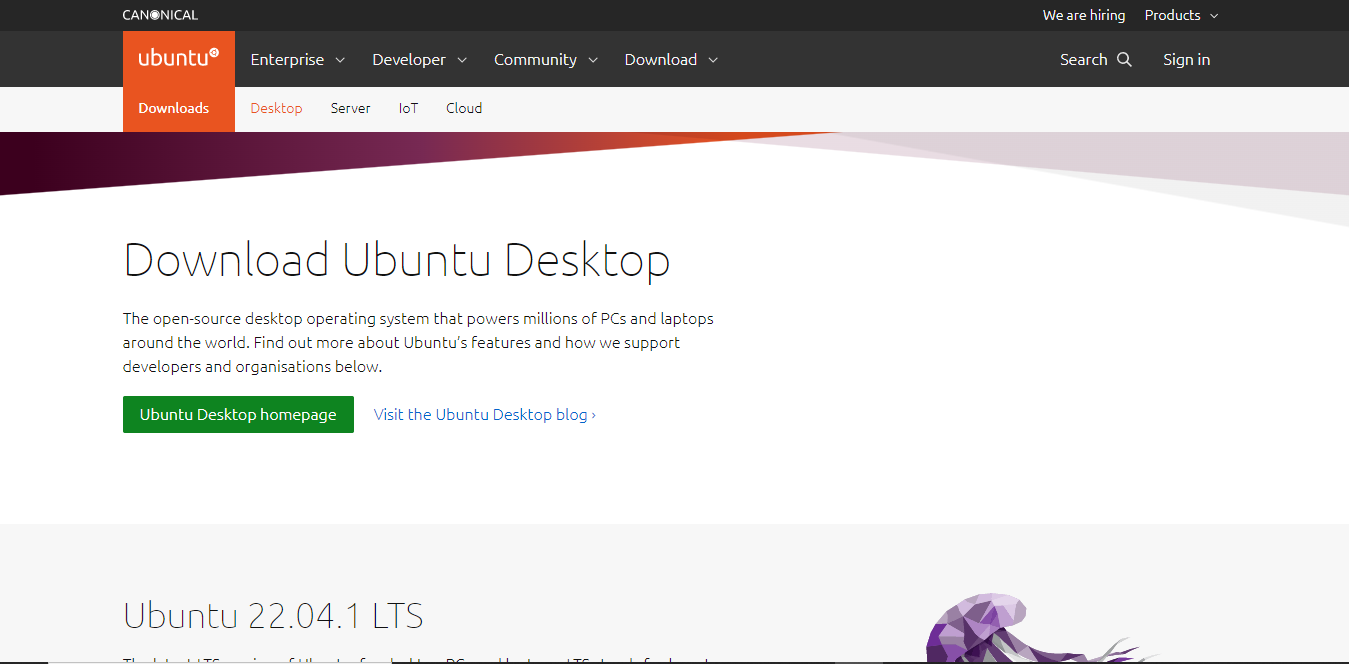 CANONICAL
We are hiring
Products
ubuntu
Enterprise
Developer
Community
Download
Search
Sign in
Downloads
Desktop
Server
IoT
Cloud
Download Ubuntu Desktop
The open-source desktop operating system that powers millions of PCs and laptops
around the world. Find out more about Ubuntu's features and how we support
developers and organisations below.
Ubuntu Desktop homepage
Visit the Ubuntu Desktop blog ›
Ubuntu 22.04.1 LTS